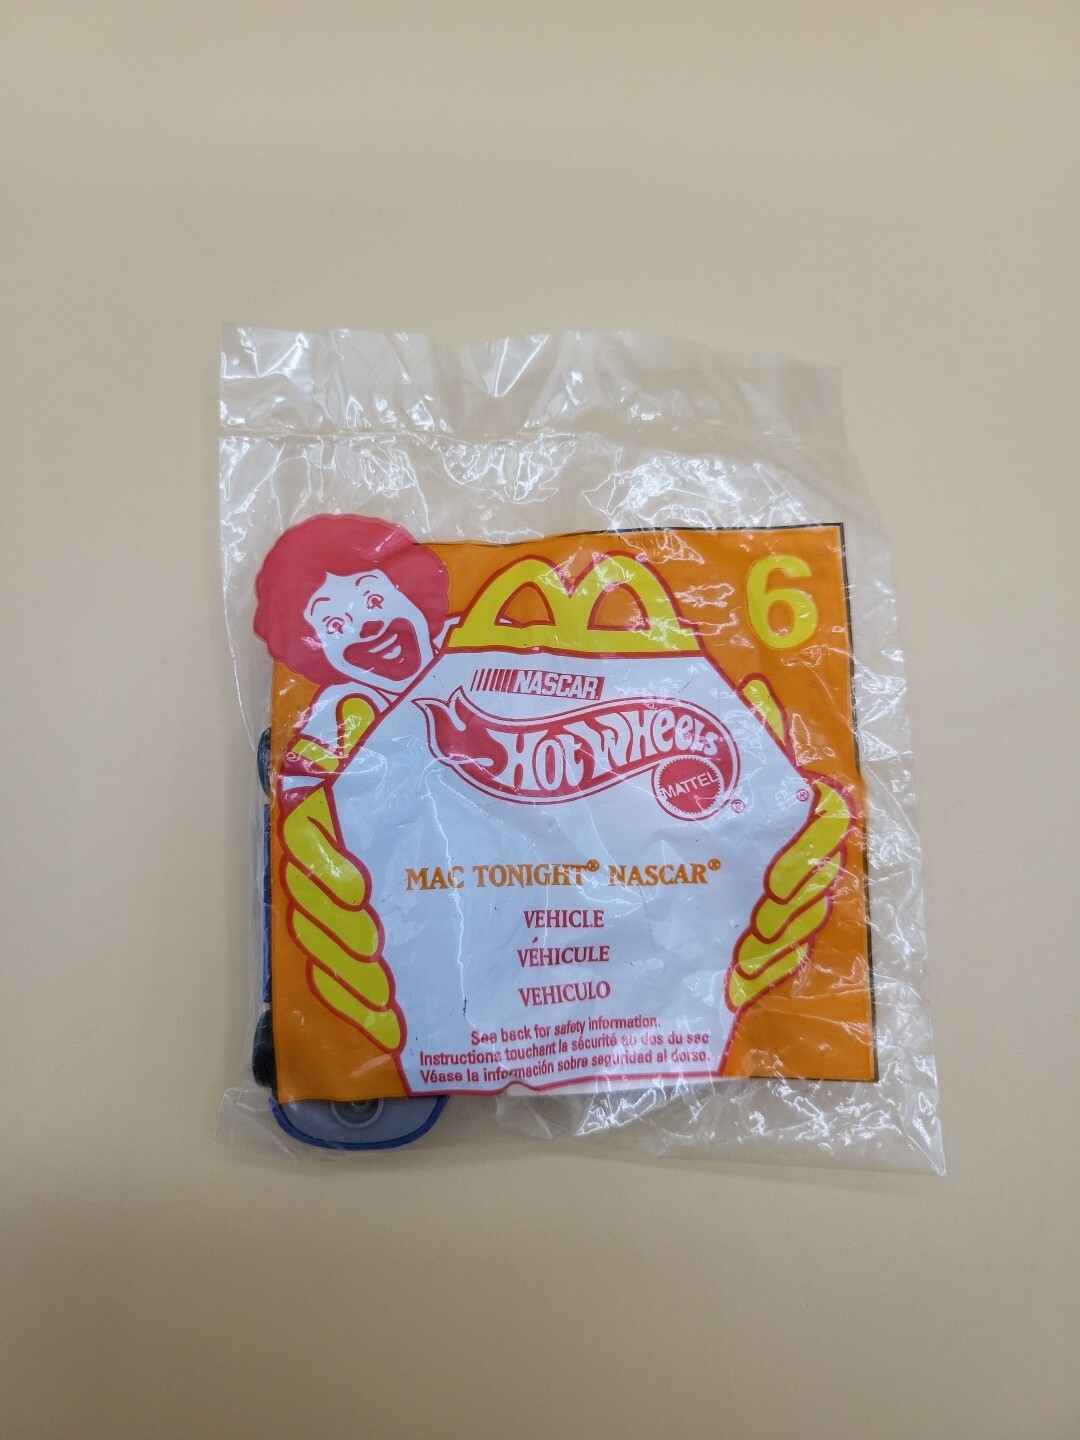 6
NASCAR
Hot Wheels
MATTEL
®
®
MAC TONIGHT® NASCAR®
VEHICLE
VÉHICULE
VEHICULO
See back for safety information.
Instructions touchant la sécurité au dos du sac
Véase la información sobre seguridad al dorso.